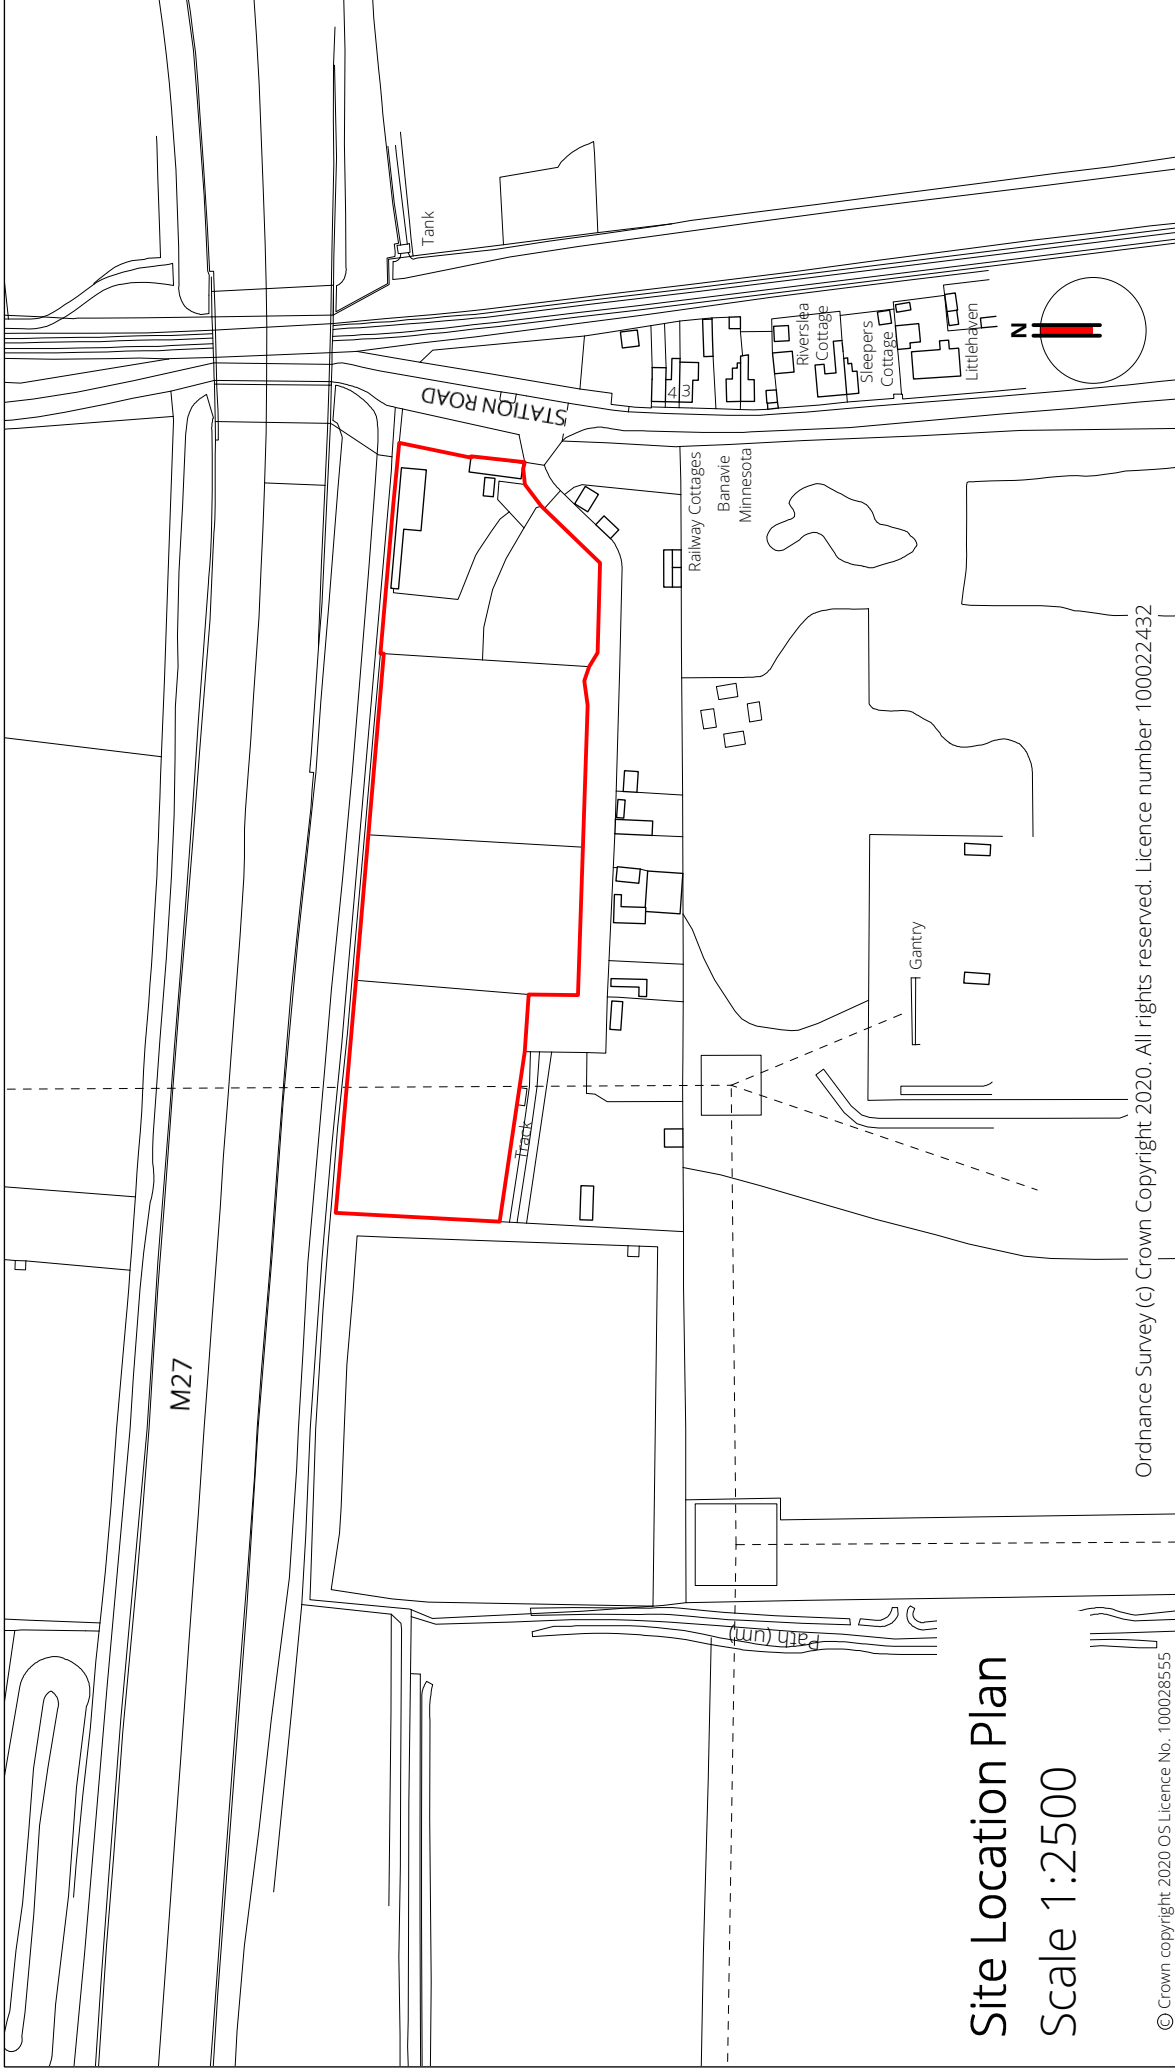 M27
STATION ROAD
Tank
4
3
Riverslea
Cottage
Sleepers
Cottage
Littlehaven
N
Railway Cottages
Banavie
Minnesota
Gantry
Track
Path (um)
Site Location Plan
Scale 1:2500
Ordnance Survey (c) Crown Copyright 2020. All rights reserved. Licence number 100022432
© Crown copyright 2020 OS Licence No. 100028555